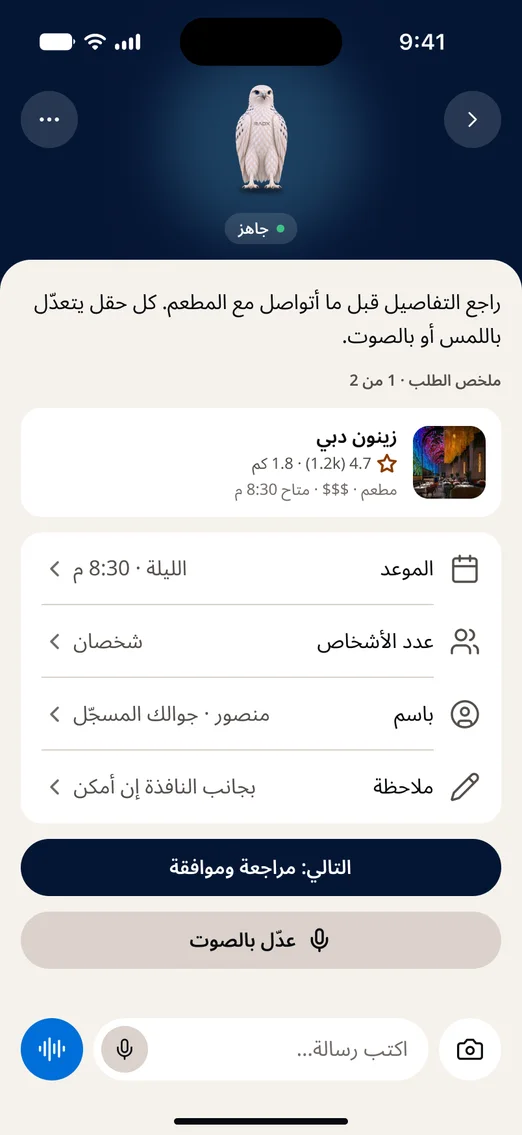 9:41
جاهز
راجع التفاصيل قبل ما أتواصل مع المطعم. كل حقل يتعدّل
باللمس أو بالصوت.
ملخص الطلب · 1 من 2
زينون دبي
4.7 (1.2k) · 1.8 كم
مطعم · $$$ · متاح 8:30 م
الموعد الليلة · 8:30 م
عدد الأشخاص شخصان
باسم منصور · جوالك المسجّل
ملاحظة بجانب النافذة إن أمكن
التالي: مراجعة وموافقة
عدّل بالصوت
اكتب رسالة...